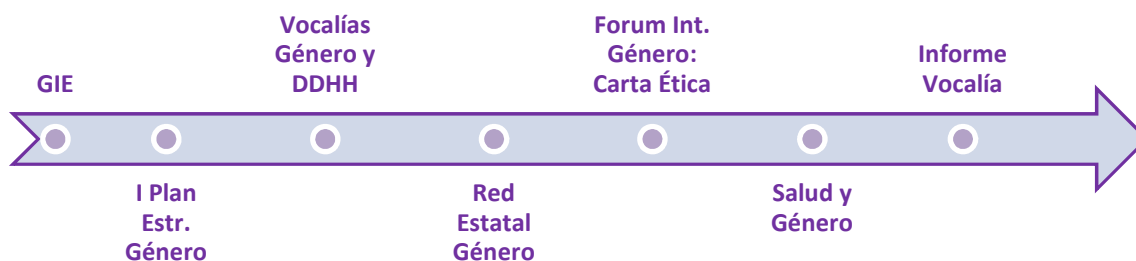 GIE
I Plan
Estr.
Género
Vocalías
Género y
DDHH
Red
Estatal
Género
Forum Int.
Género:
Carta Ética
Salud y
Género
Informe
Vocalía